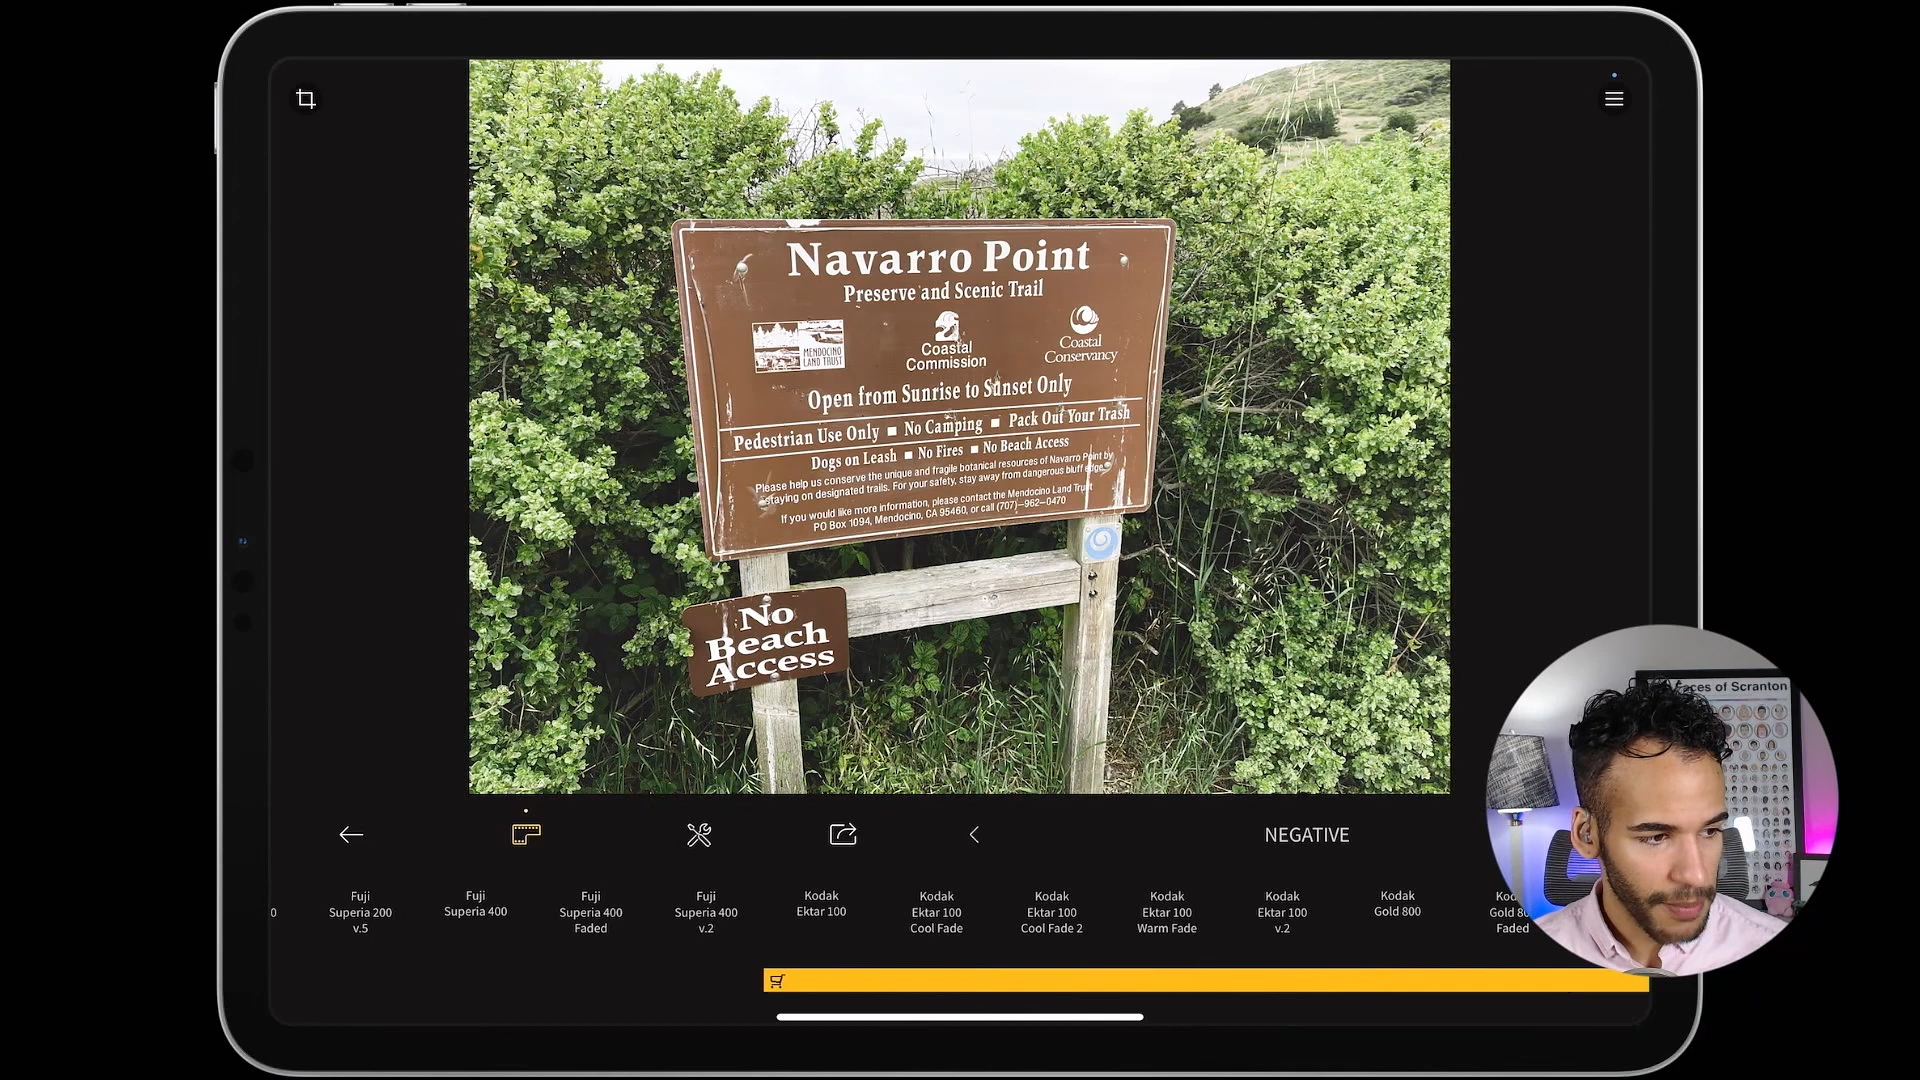 Navarro Point
Preserve and Scenic Trail
MENDOCINO
LAND TRUST
Coastal
Commission
Coastal
Conservancy
Open from Sunrise to Sunset Only
Pedestrian Use Only ■ No Camping ■ Pack Out Your Trash
Dogs on Leash ■ No Fires ■ No Beach Access
Please help us conserve the unique and fragile botanical resources of Navarro Point by
staying on designated trails. For your safety, stay away from dangerous bluff edge
If you would like more information, please contact the Mendocino Land Trust
PO Box 1094, Mendocino, CA 95460, or call (707)–962–0470
No
Beach
Access
aces of Scranton
NEGATIVE
0
Fuji
Superia 200
v.5
Fuji
Superia 400
Fuji
Superia 400
Faded
Fuji
Superia 400
v.2
Kodak
Ektar 100
Kodak
Ektar 100
Cool Fade
Kodak
Ektar 100
Cool Fade 2
Kodak
Ektar 100
Warm Fade
Kodak
Ektar 100
v.2
Kodak
Gold 800
Gold 80
Faded